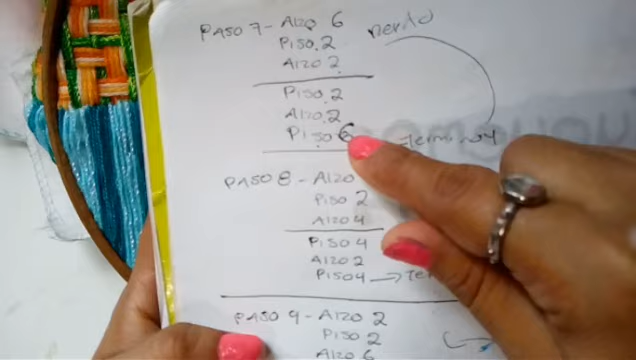 PASO 7 - Alzo 6
Piso 2
Alzo 2
Piso 2
Alzo 2
Piso 6
PASO 8 - Alzo
Piso 2
Alzo 4
Piso 4
Alzo 2
Piso 4 → Te
PASO 9 - Alzo 2
Piso 2
Alzo 6